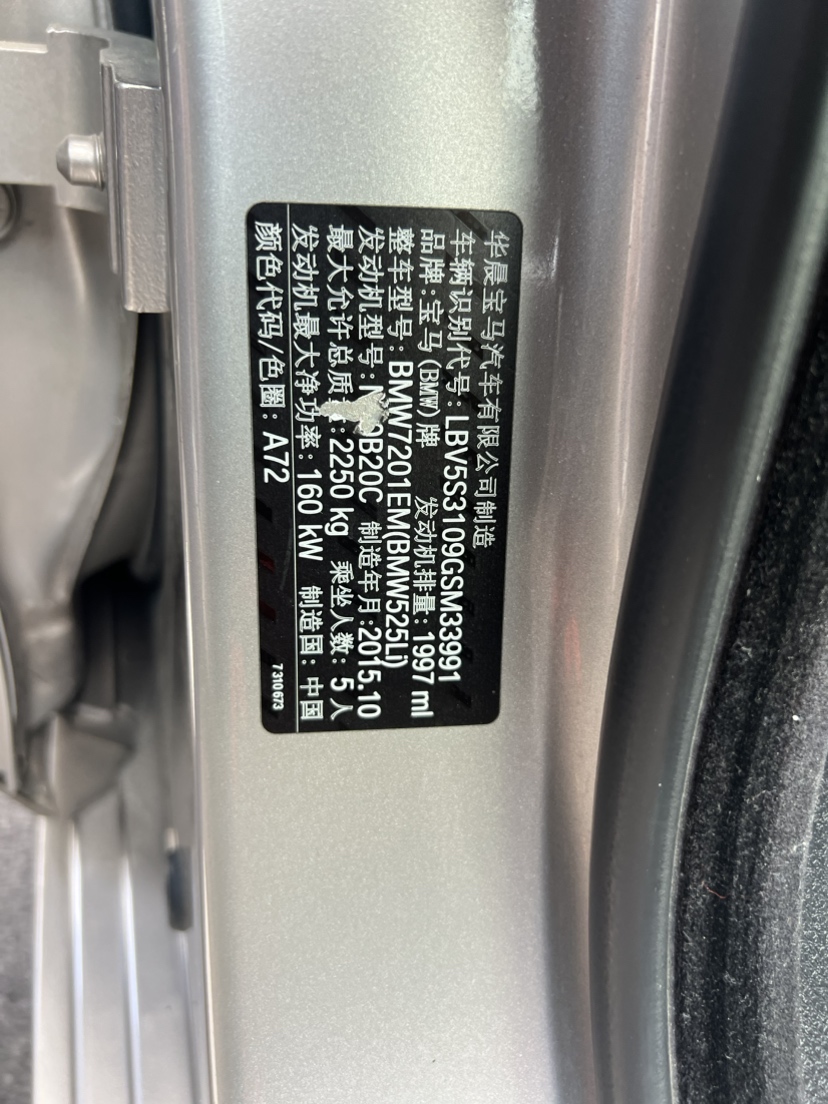 华晨宝马汽车有限公司制造
车辆识别代号: LBV5S3109GSM33991
品牌:宝马(BMW)牌 发动机排量: 1997 ml
整车型号: BMW7201EM(BMW525Li)
发动机型号: B20C 制造年月:2015.10
最大允许总质 :2250 kg 乘坐人数: 5 人
发动机最大净功率: 160 kW 制造国: 中国
颜色代码/色圈: A72
7310673